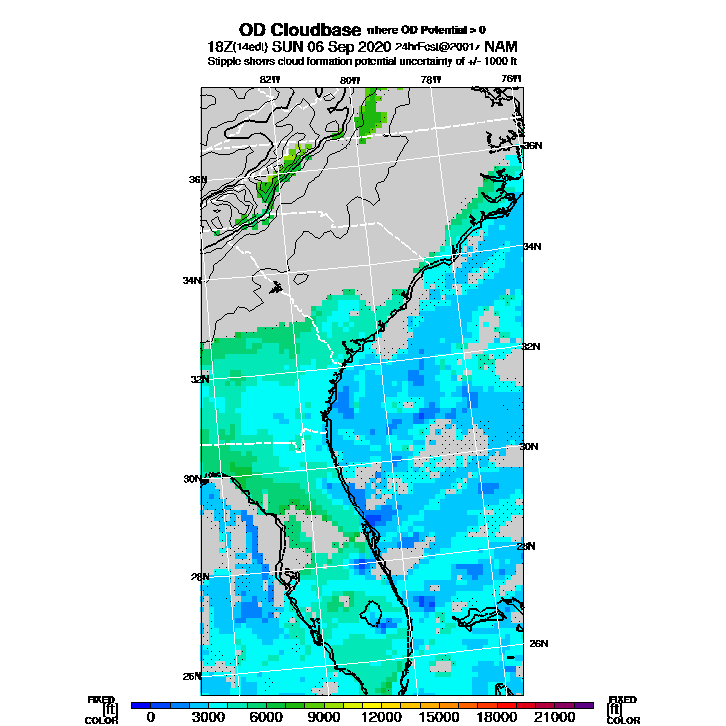 OD Cloudbase where OD Potential > 0
18Z(14edt) SUN 06 Sep 2020 24hrFcst@2001z NAM
Stipple shows cloud formation potential uncertainty of +/- 1000 ft
82W 80W 78W 76W
36N
36N
34N
34N
32N
32N
30N
30N
28N
28N
26N
26N
FIXED FIXED
[ft] [ft]
COLOR COLOR
0 3000 6000 9000 12000 15000 18000 21000